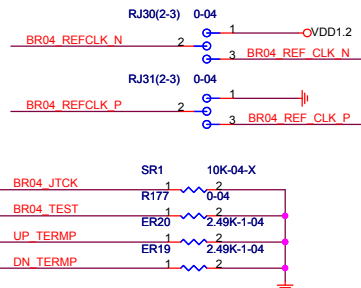 RJ30(2-3) 0-04
1 VDD1.2
BR04_REFCLK_N 2
3 BR04_REF_CLK_N
RJ31(2-3) 0-04
1
BR04_REFCLK_P 2
3 BR04_REF_CLK_P
SR1 10K-04-X
BR04_JTCK 1 2
R177 0-04
BR04_TEST 1 2
ER20 2.49K-1-04
UP_TERMP 1 2
ER19 2.49K-1-04
DN_TERMP 1 2